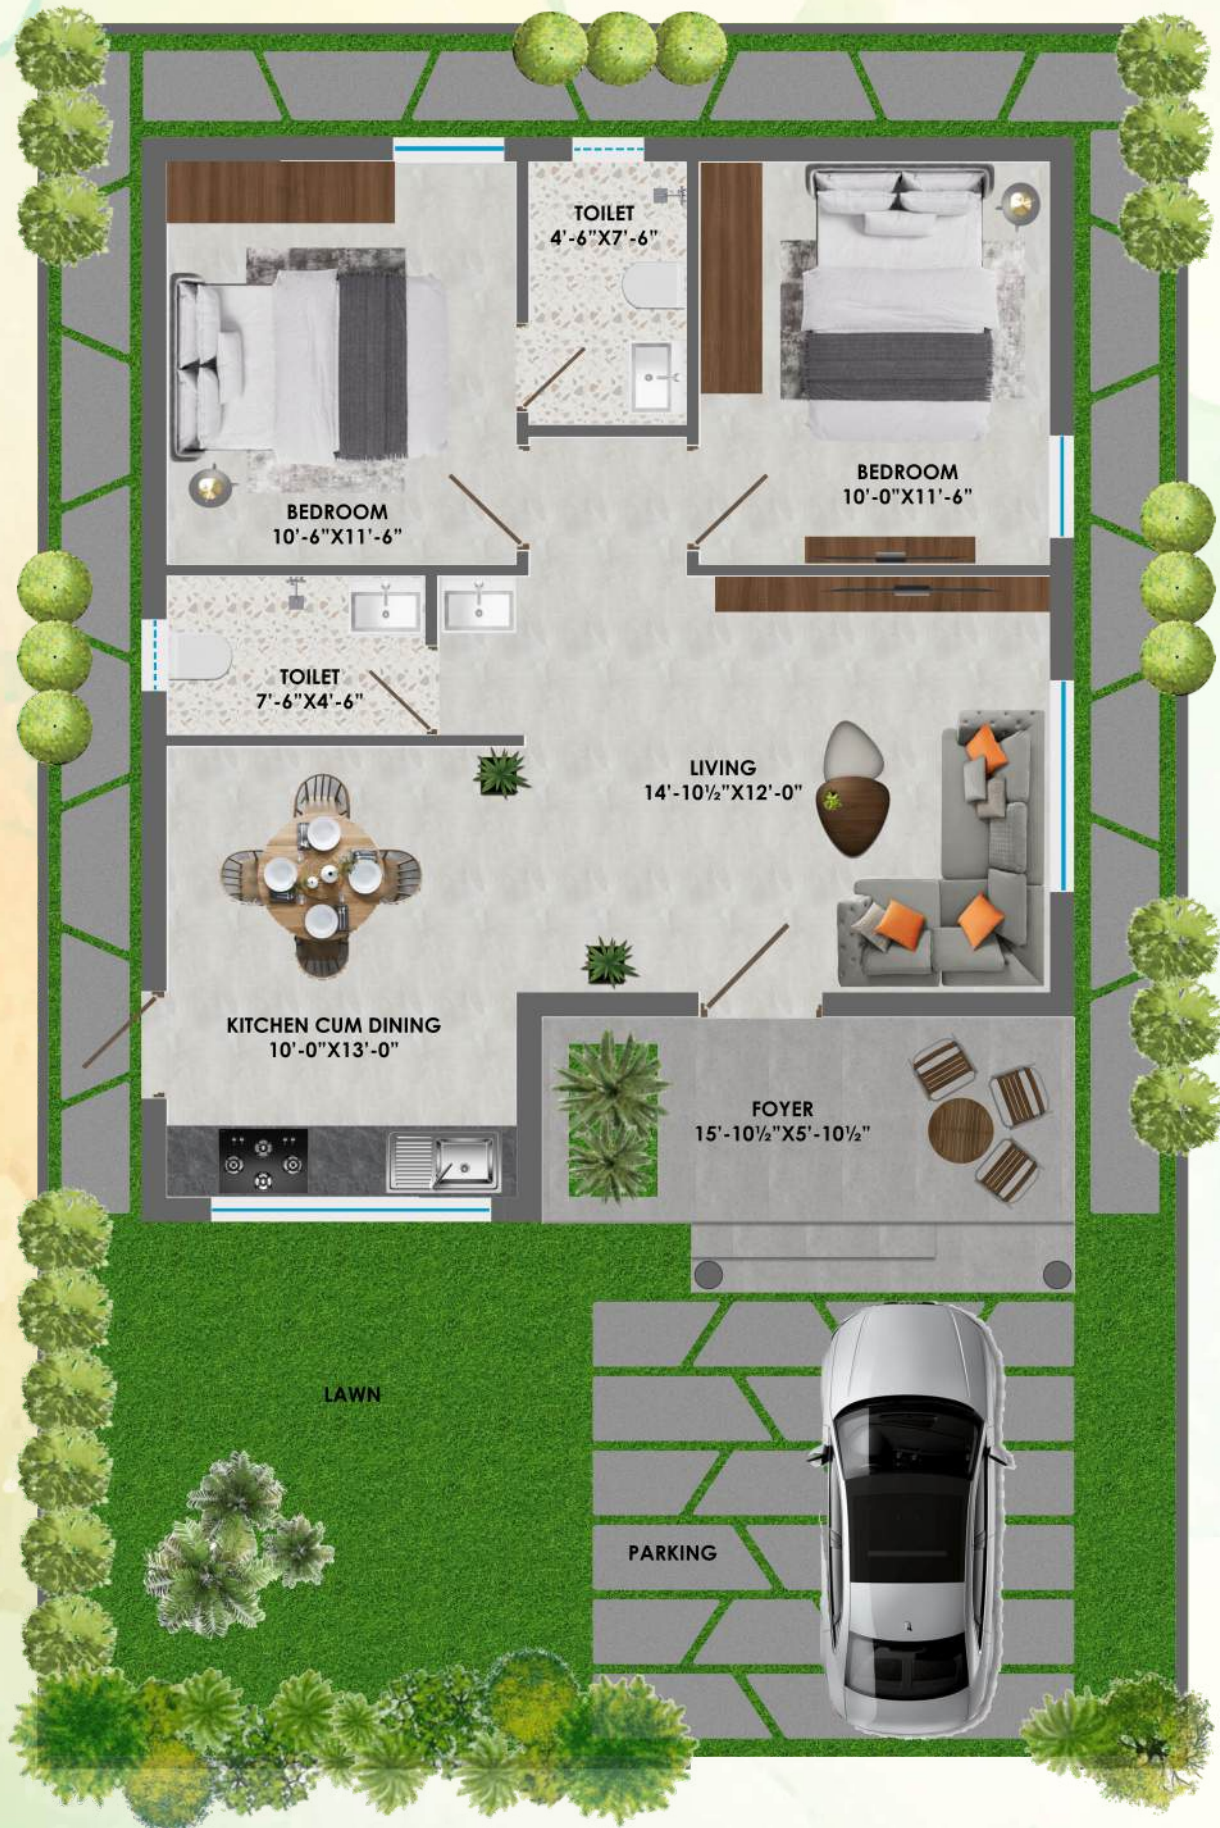 TOILET
4'-6"X7'-6"
BEDROOM
10'-0"X11'-6"
BEDROOM
10'-6"X11'-6"
TOILET
7'-6"X4'-6"
LIVING
14'-10½"X12'-0"
KITCHEN CUM DINING
10'-0"X13'-0"
FOYER
15'-10½"X5'-10½"
LAWN
PARKING